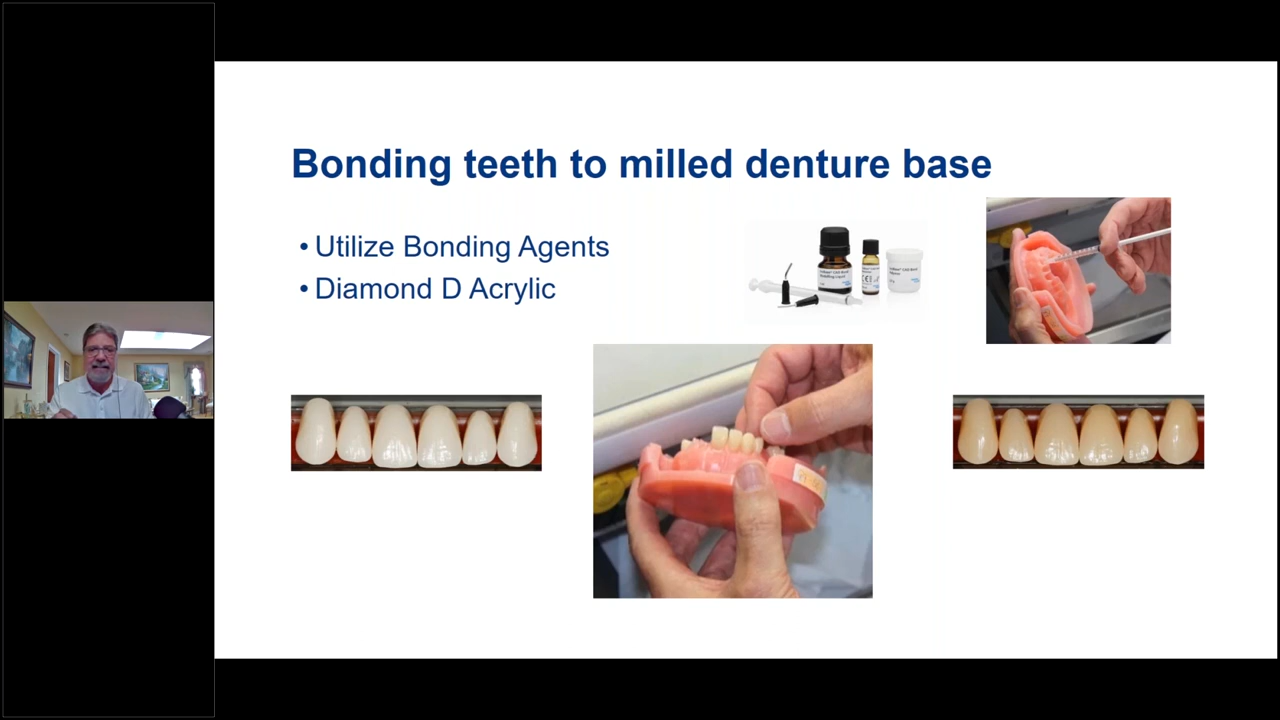 Bonding teeth to milled denture base
• Utilize Bonding Agents
• Diamond D Acrylic